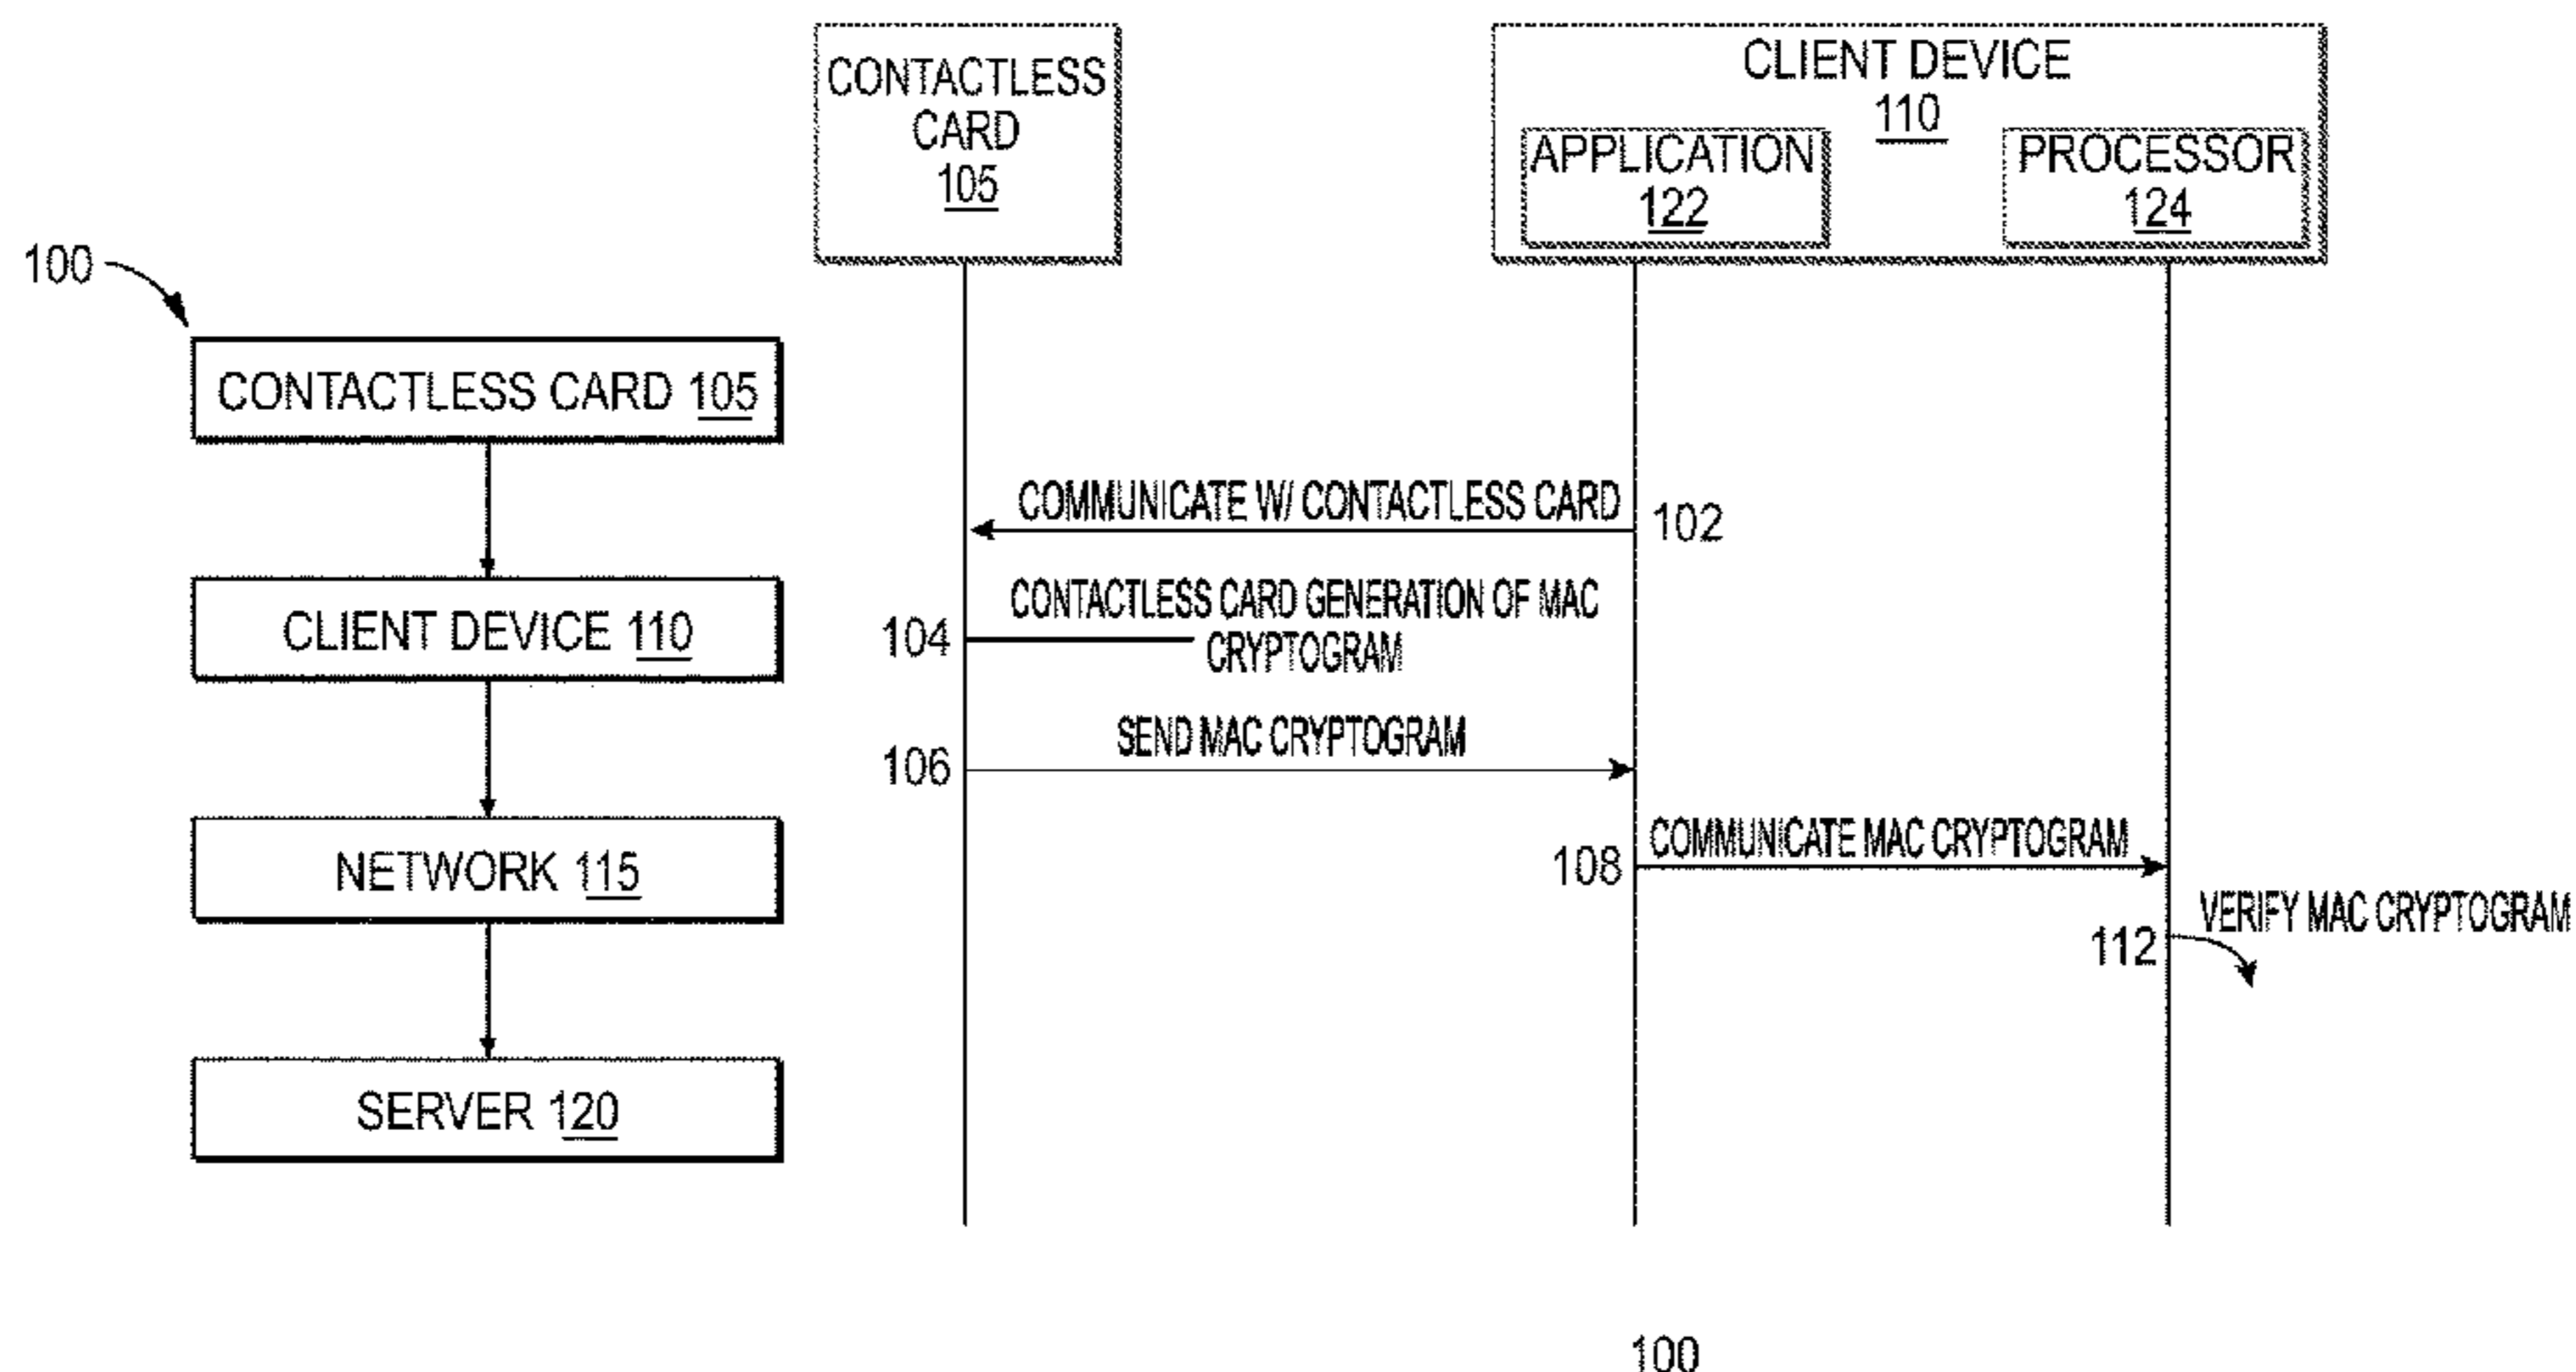 100
CONTACTLESS CARD 105
CLIENT DEVICE 110
NETWORK 115
SERVER 120
CONTACTLESS
CARD
105
CLIENT DEVICE
110
APPLICATION
122
PROCESSOR
124
COMMUNICATE W/ CONTACTLESS CARD
102
CONTACTLESS CARD GENERATION OF MAC
104
CRYPTOGRAM
SEND MAC CRYPTOGRAM
106
COMMUNICATE MAC CRYPTOGRAM
108
VERIFY MAC CRYPTOGRAM
112
100